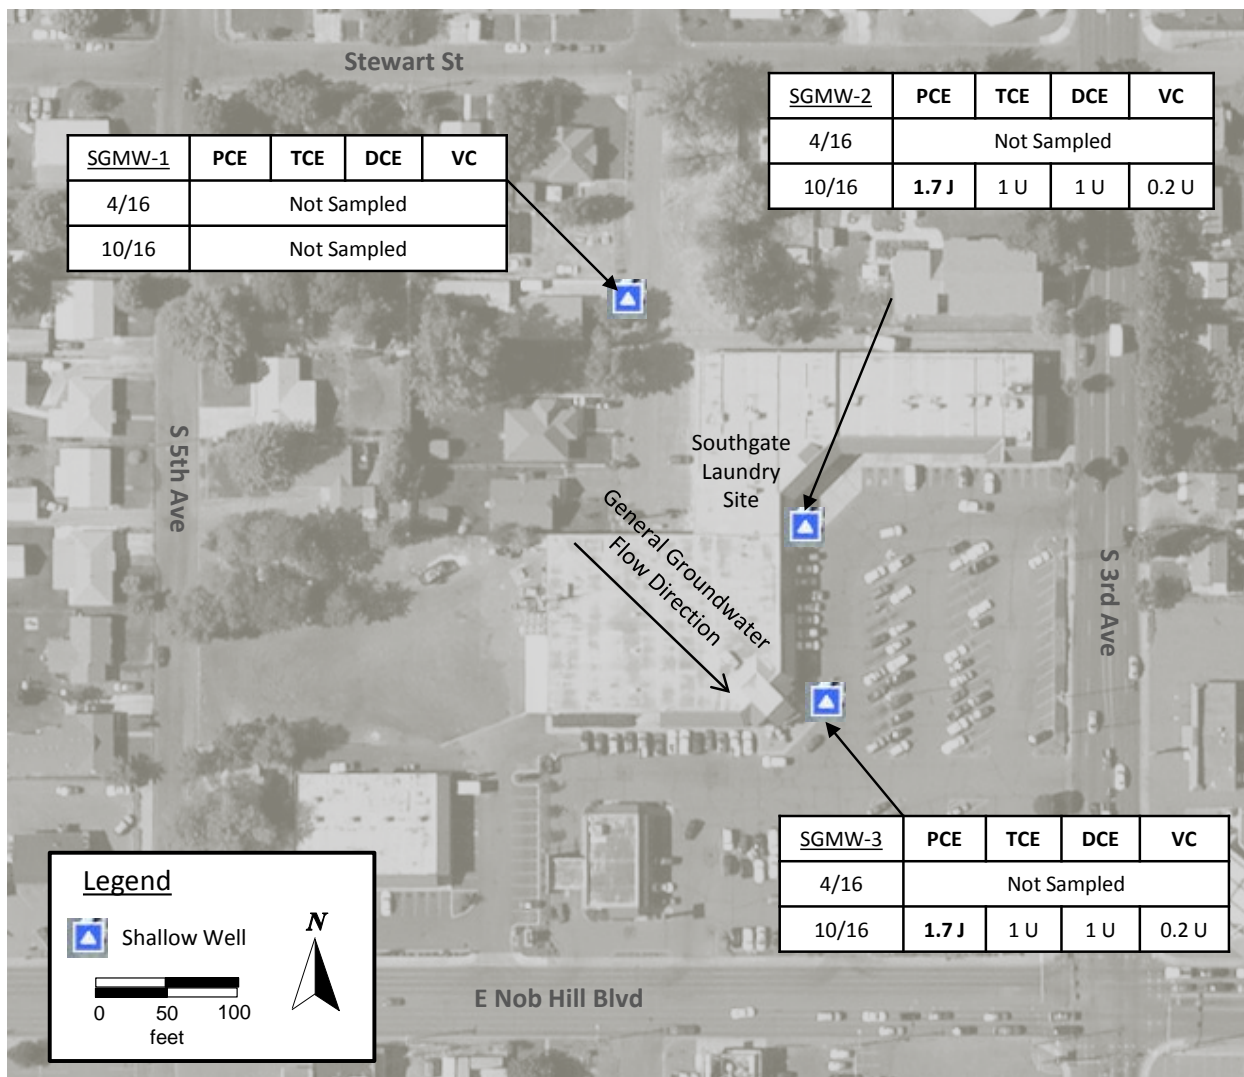 Stewart St
SGMW-2 PCE TCE DCE VC
4/16 Not Sampled
10/16 1.7 J 1 U 1 U 0.2 U
SGMW-1 PCE TCE DCE VC
4/16 Not Sampled
10/16 Not Sampled
S 5th Ave
Southgate
Laundry
Site
General Groundwater
Flow Direction
S 3rd Ave
SGMW-3 PCE TCE DCE VC
4/16 Not Sampled
10/16 1.7 J 1 U 1 U 0.2 U
Legend
Shallow Well
N
0 50 100
feet
E Nob Hill Blvd